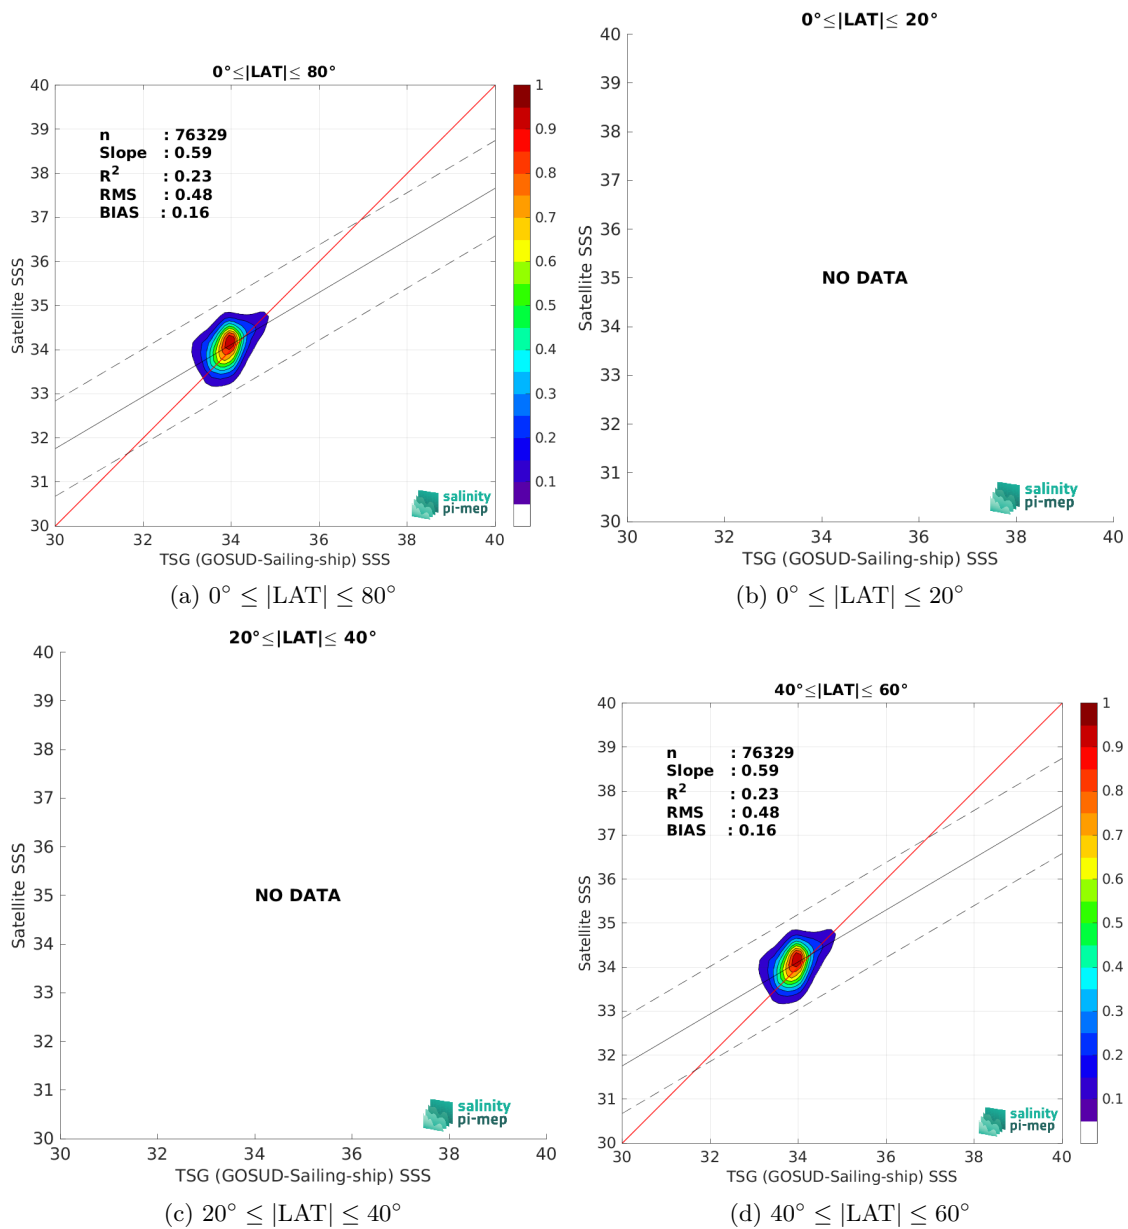 0°≤|LAT|≤ 80°
40
39
38
37
36
35
34
33
32
31
30
Satellite SSS
n : 76329
Slope : 0.59
R² : 0.23
RMS : 0.48
BIAS : 0.16
1
0.9
0.8
0.7
0.6
0.5
0.4
0.3
0.2
0.1
salinity
pi-mep
30 32 34 36 38 40
TSG (GOSUD-Sailing-ship) SSS
(a) 0° ≤ |LAT| ≤ 80°
0°≤|LAT|≤ 20°
40
39
38
37
36
35
34
33
32
31
30
Satellite SSS
NO DATA
salinity
pi-mep
30 32 34 36 38 40
TSG (GOSUD-Sailing-ship) SSS
(b) 0° ≤ |LAT| ≤ 20°
20°≤|LAT|≤ 40°
40
39
38
37
36
35
34
33
32
31
30
Satellite SSS
NO DATA
salinity
pi-mep
30 32 34 36 38 40
TSG (GOSUD-Sailing-ship) SSS
(c) 20° ≤ |LAT| ≤ 40°
40°≤|LAT|≤ 60°
40
39
38
37
36
35
34
33
32
31
30
Satellite SSS
n : 76329
Slope : 0.59
R² : 0.23
RMS : 0.48
BIAS : 0.16
1
0.9
0.8
0.7
0.6
0.5
0.4
0.3
0.2
0.1
salinity
pi-mep
30 32 34 36 38 40
TSG (GOSUD-Sailing-ship) SSS
(d) 40° ≤ |LAT| ≤ 60°